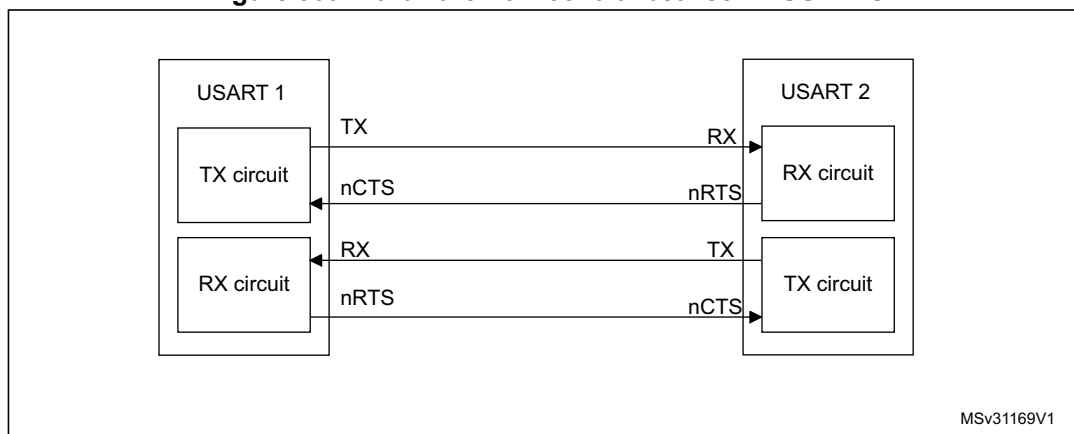 USART 1
USART 2
TX
RX
TX circuit
RX circuit
nCTS
nRTS
RX
TX
RX circuit
TX circuit
nRTS
nCTS
MSv31169V1